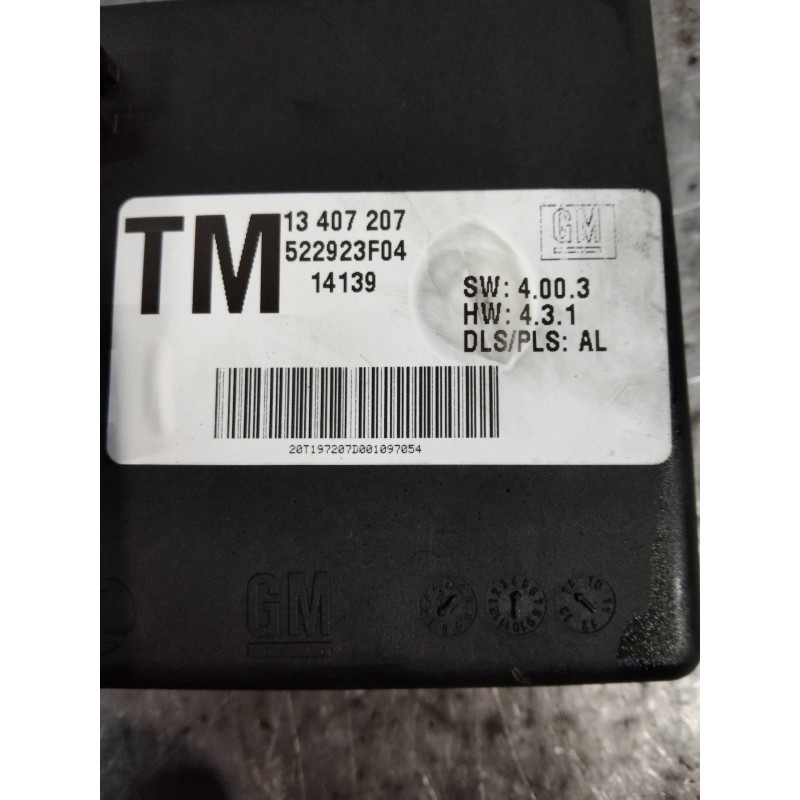 TM
13 407 207
522923F04
14139
GM
SW: 4.00.3
HW: 4.3.1
DLS/PLS: AL
20T197207D001097054
GM